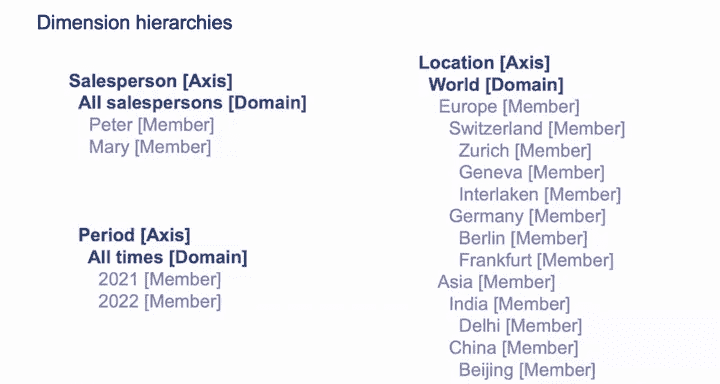 Dimension hierarchies
Salesperson [Axis]
All salespersons [Domain]
Peter [Member]
Mary [Member]
Period [Axis]
All times [Domain]
2021 [Member]
2022 [Member]
Location [Axis]
World [Domain]
Europe [Member]
Switzerland [Member]
Zurich [Member]
Geneva [Member]
Interlaken [Member]
Germany [Member]
Berlin [Member]
Frankfurt [Member]
Asia [Member]
India [Member]
Delhi [Member]
China [Member]
Beijing [Member]